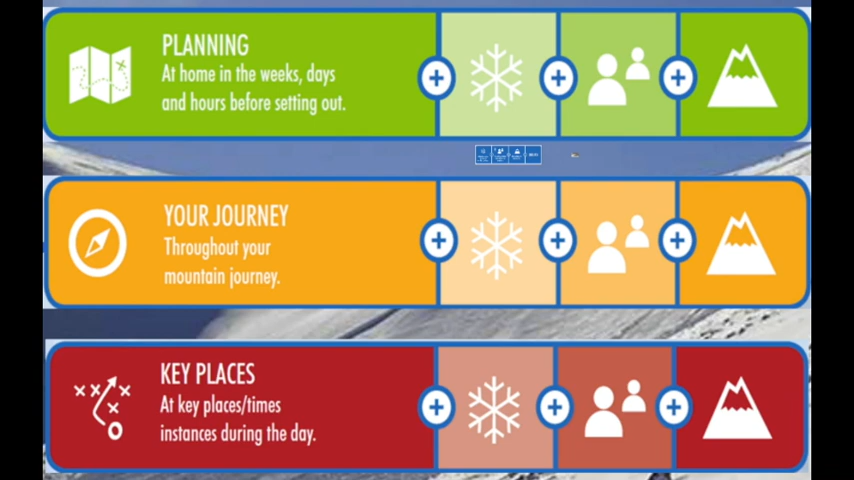 PLANNING
At home in the weeks, days
and hours before setting out.
YOUR JOURNEY
Throughout your
mountain journey.
KEY PLACES
At key places/times
instances during the day.